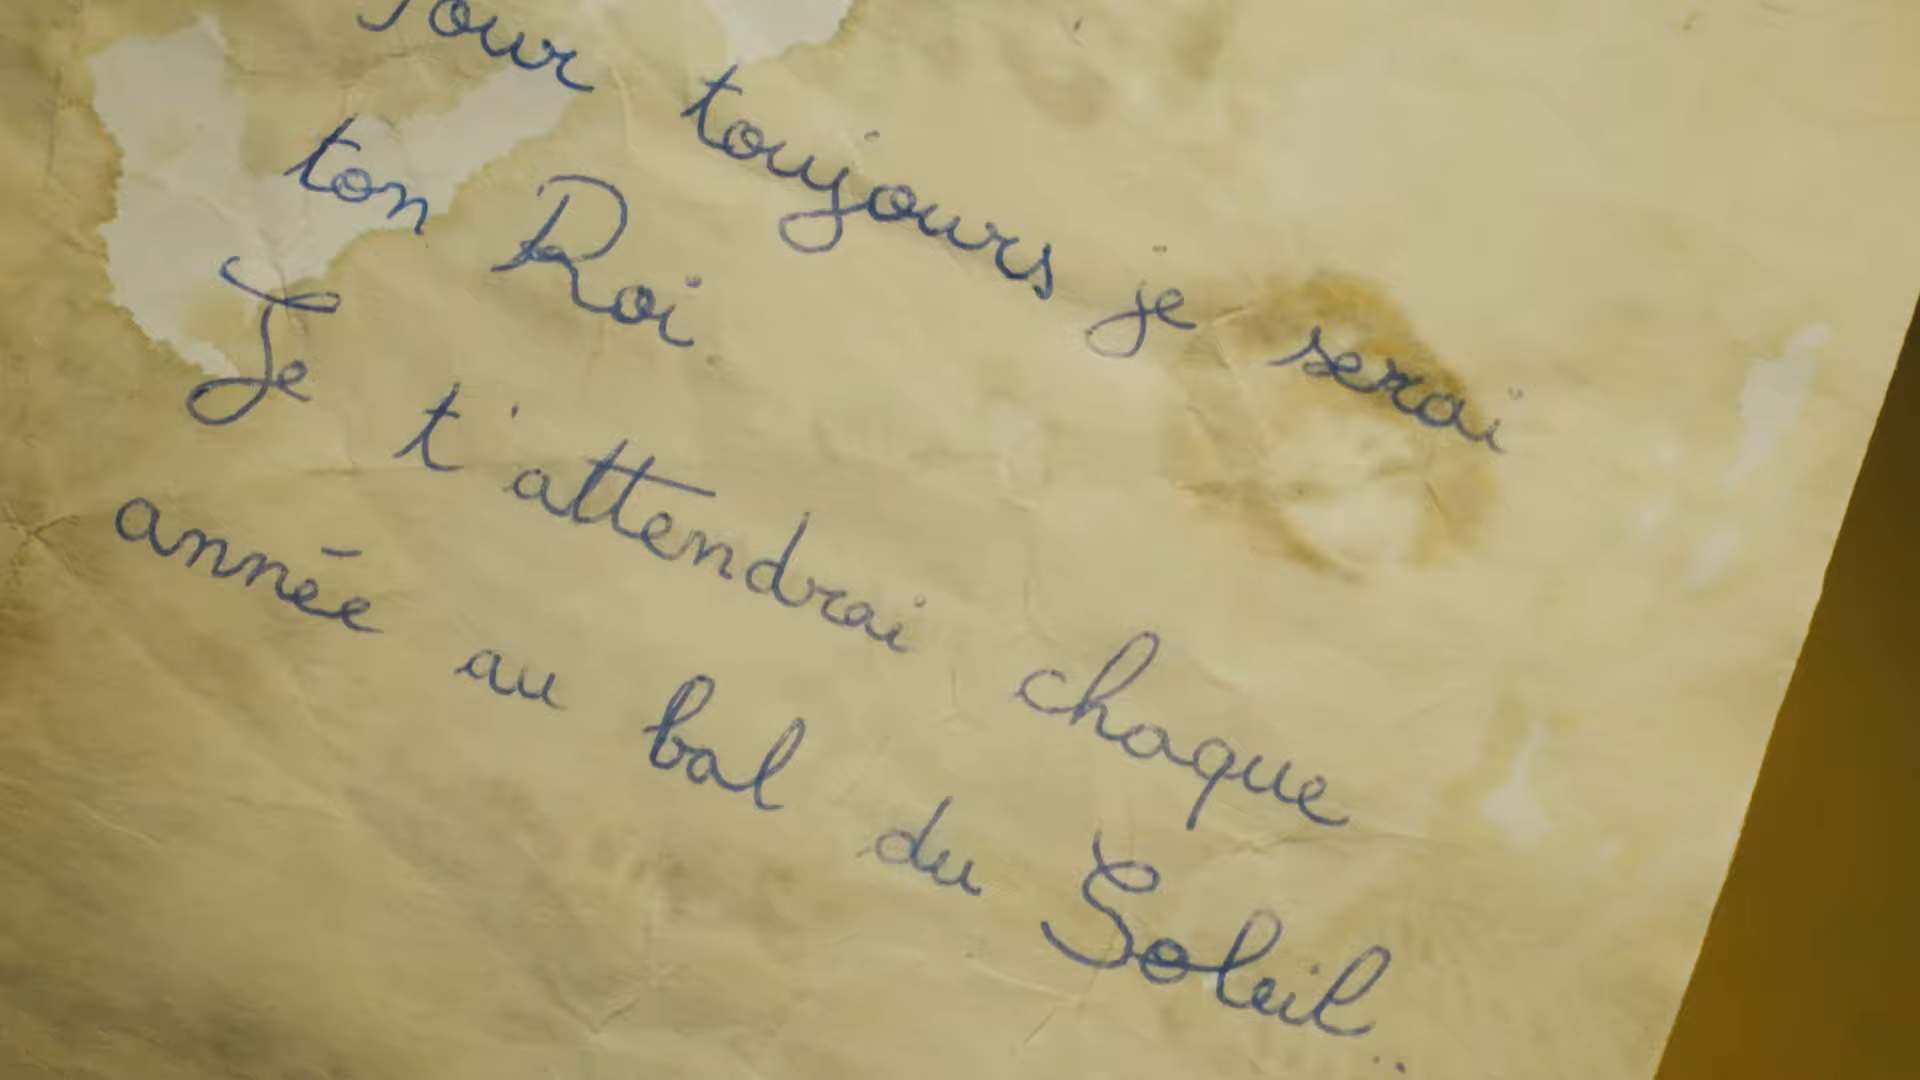 Pour toujours je serai
ton Roi.
Je t'attendrai chaque
année au bal du Soleil..